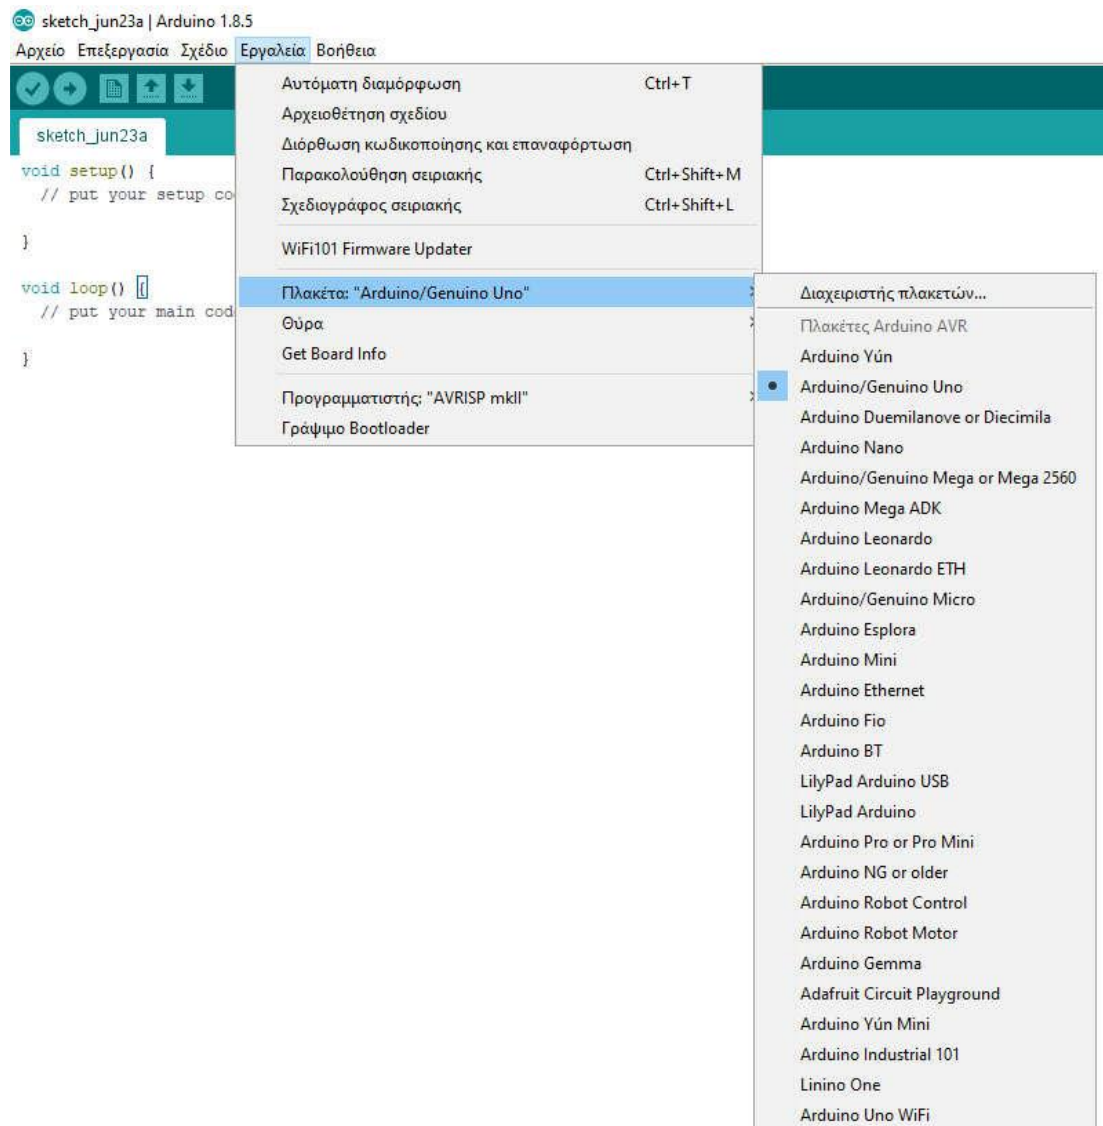 sketch_jun23a | Arduino 1.8.5
Αρχείο Επεξεργασία Σχέδιο Εργαλεία Βοήθεια
sketch_jun23a
void setup() {
// put your setup co
}
void loop() {
// put your main cod
}
Αυτόματη διαμόρφωση Ctrl+T
Αρχειοθέτηση σχεδίου
Διόρθωση κωδικοποίησης και επαναφόρτωση
Παρακολούθηση σειριακής Ctrl+Shift+M
Σχεδιογράφος σειριακής Ctrl+Shift+L
WiFi101 Firmware Updater
Πλακέτα: "Arduino/Genuino Uno"
Θύρα
Get Board Info
Προγραμματιστής: "AVRISP mkII"
Γράψιμο Bootloader
Διαχειριστής πλακετών...
Πλακέτες Arduino AVR
Arduino Yún
Arduino/Genuino Uno
Arduino Duemilanove or Diecimila
Arduino Nano
Arduino/Genuino Mega or Mega 2560
Arduino Mega ADK
Arduino Leonardo
Arduino Leonardo ETH
Arduino/Genuino Micro
Arduino Esplora
Arduino Mini
Arduino Ethernet
Arduino Fio
Arduino BT
LilyPad Arduino USB
LilyPad Arduino
Arduino Pro or Pro Mini
Arduino NG or older
Arduino Robot Control
Arduino Robot Motor
Arduino Gemma
Adafruit Circuit Playground
Arduino Yún Mini
Arduino Industrial 101
Linino One
Arduino Uno WiFi